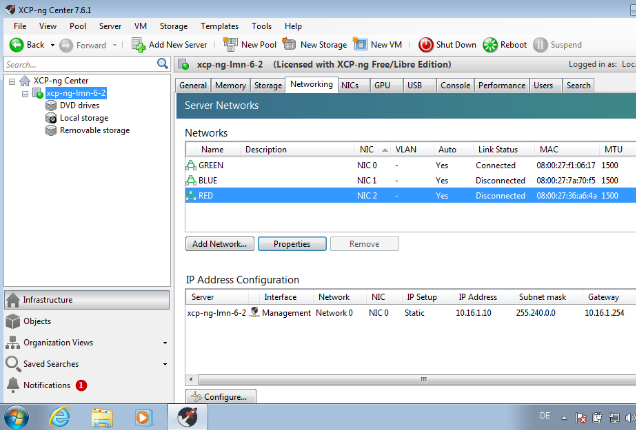 XCP-ng Center 7.6.1
File View Pool Server VM Storage Templates Tools Help
Back Forward Add New Server New Pool New Storage New VM Shut Down Reboot Suspend
Search... xcp-ng-lmn-6-2 (Licensed with XCP-ng Free/Libre Edition) Logged in as: Loc
XCP-ng Center
xcp-ng-lmn-6-2
DVD drives
Local storage
Removable storage
General Memory Storage Networking NICs GPU USB Console Performance Users Search
Server Networks
Networks
Name Description NIC VLAN Auto Link Status MAC MTU
GREEN NIC 0 - Yes Connected 08:00:27:f1:06:17 1500
BLUE NIC 1 - Yes Disconnected 08:00:27:7a:70:f5 1500
RED NIC 2 - Yes Disconnected 08:00:27:36:a6:4a 1500
Add Network... Properties Remove
IP Address Configuration
Server Interface Network NIC IP Setup IP Address Subnet mask Gateway
xcp-ng-lmn-6-2 Management Network 0 NIC 0 Static 10.16.1.10 255.240.0.0 10.16.1.254
Configure...
Infrastructure
Objects
Organization Views
Saved Searches
Notifications 1
DE